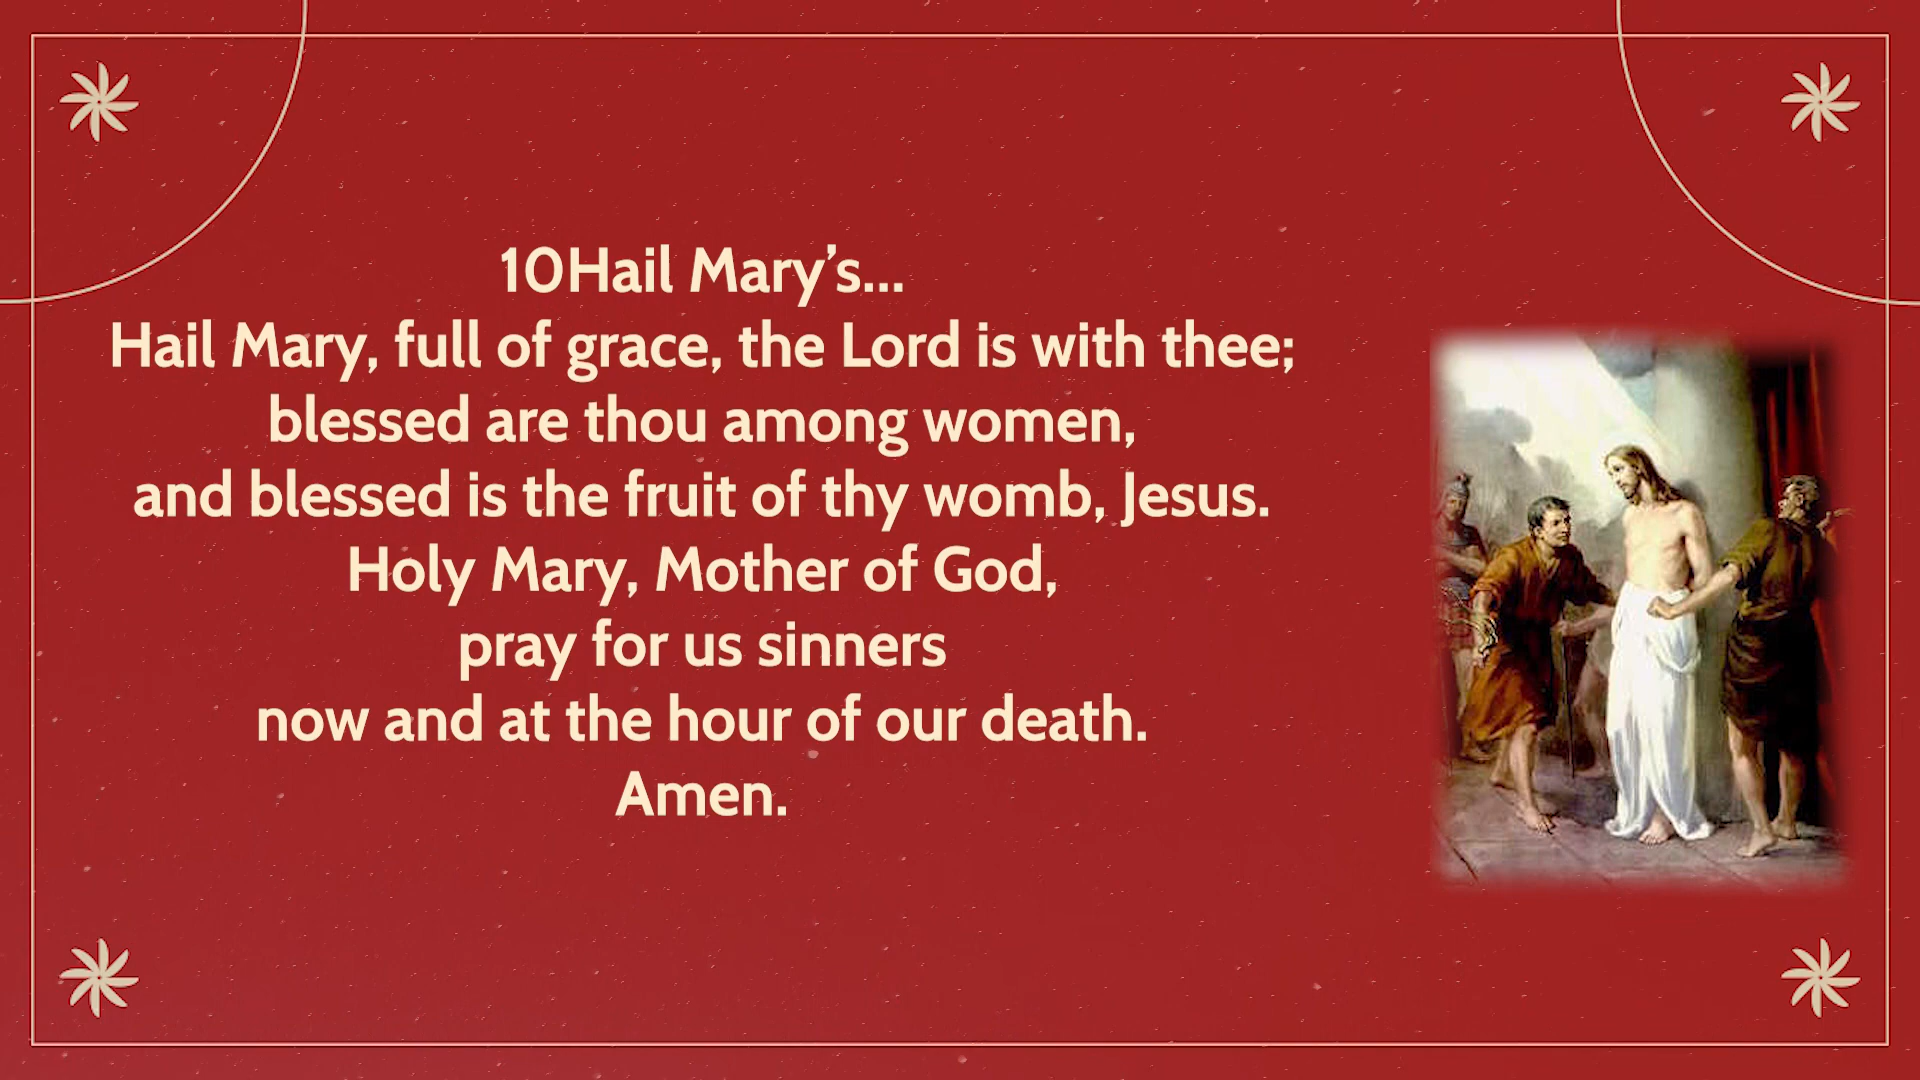 10Hail Mary’s...
Hail Mary, full of grace, the Lord is with thee;
blessed are thou among women,
and blessed is the fruit of thy womb, Jesus.
Holy Mary, Mother of God,
pray for us sinners
now and at the hour of our death.
Amen.